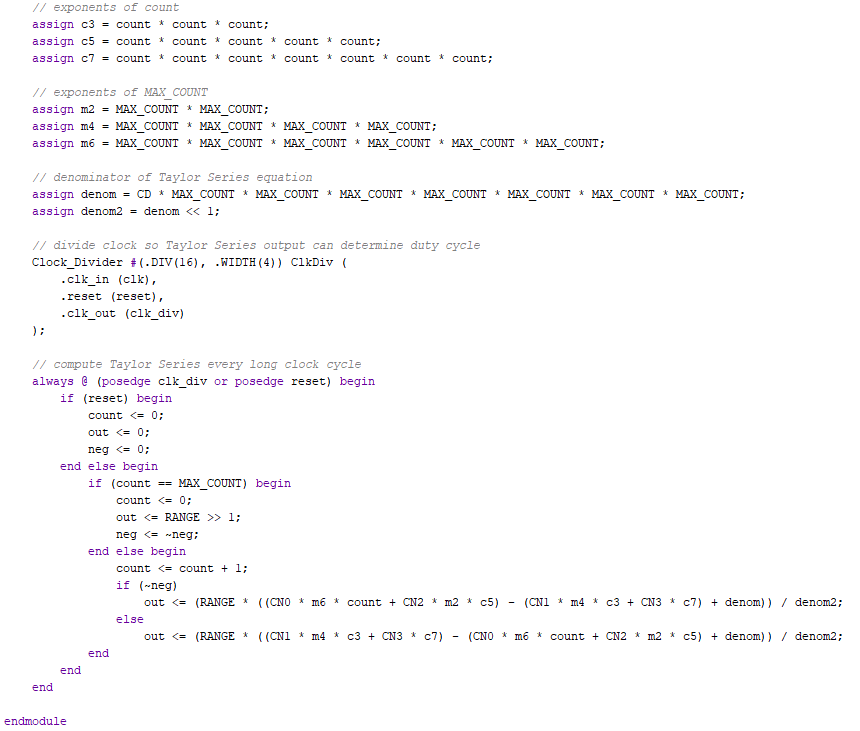 // exponents of count
assign c3 = count * count * count;
assign c5 = count * count * count * count * count;
assign c7 = count * count * count * count * count * count * count;
// exponents of MAX_COUNT
assign m2 = MAX_COUNT * MAX_COUNT;
assign m4 = MAX_COUNT * MAX_COUNT * MAX_COUNT * MAX_COUNT;
assign m6 = MAX_COUNT * MAX_COUNT * MAX_COUNT * MAX_COUNT * MAX_COUNT * MAX_COUNT;
// denominator of Taylor Series equation
assign denom = CD * MAX_COUNT * MAX_COUNT * MAX_COUNT * MAX_COUNT * MAX_COUNT * MAX_COUNT * MAX_COUNT;
assign denom2 = denom << 1;
// divide clock so Taylor Series output can determine duty cycle
Clock_Divider #(.DIV(16), .WIDTH(4)) ClkDiv (
.clk_in (clk),
.reset (reset),
.clk_out (clk_div)
);
// compute Taylor Series every long clock cycle
always @ (posedge clk_div or posedge reset) begin
if (reset) begin
count <= 0;
out <= 0;
neg <= 0;
end else begin
if (count == MAX_COUNT) begin
count <= 0;
out <= RANGE >> 1;
neg <= ~neg;
end else begin
count <= count + 1;
if (~neg)
out <= (RANGE * ((CN0 * m6 * count + CN2 * m2 * c5) - (CN1 * m4 * c3 + CN3 * c7) + denom)) / denom2;
else
out <= (RANGE * ((CN1 * m4 * c3 + CN3 * c7) - (CN0 * m6 * count + CN2 * m2 * c5) + denom)) / denom2;
end
end
end
endmodule